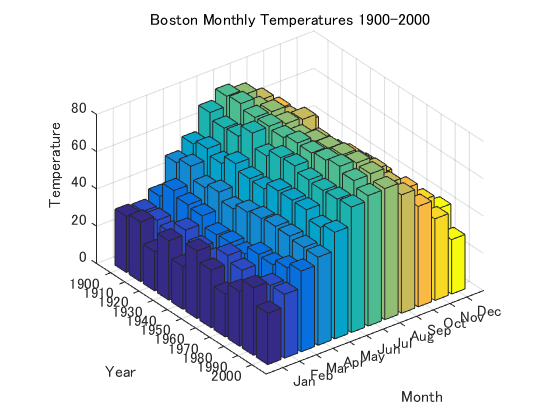 Boston Monthly Temperatures 1900-2000
Temperature
80
60
40
20
0
1900
1910
1920
1930
1940
1950
1960
1970
1980
1990
2000
Year
Jan
Feb
Mar
Apr
May
Jun
Jul
Aug
Sep
Oct
Nov
Dec
Month